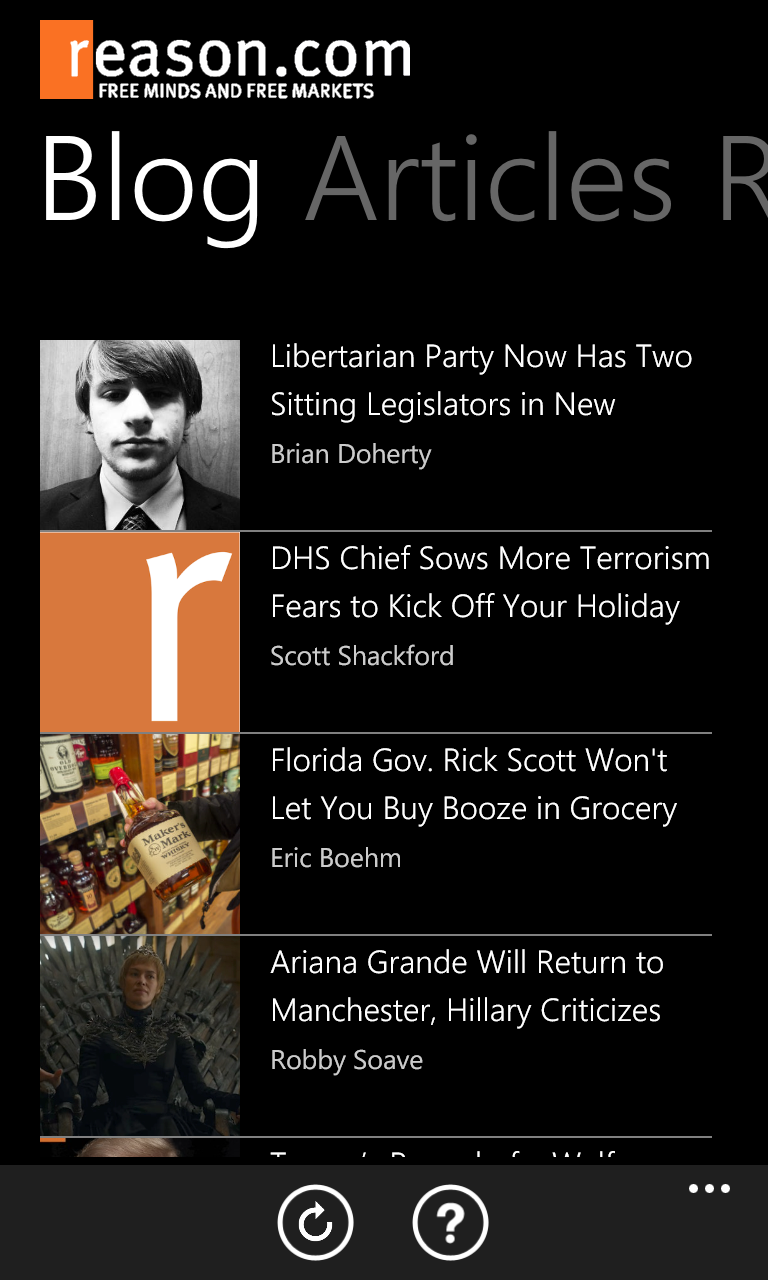 reason.com
FREE MINDS AND FREE MARKETS
Blog Articles R
Libertarian Party Now Has Two
Sitting Legislators in New
Brian Doherty
DHS Chief Sows More Terrorism
Fears to Kick Off Your Holiday
Scott Shackford
r
Florida Gov. Rick Scott Won't
Let You Buy Booze in Grocery
Eric Boehm
Maker's
Mark
WHISKY
Ariana Grande Will Return to
Manchester, Hillary Criticizes
Robby Soave
?